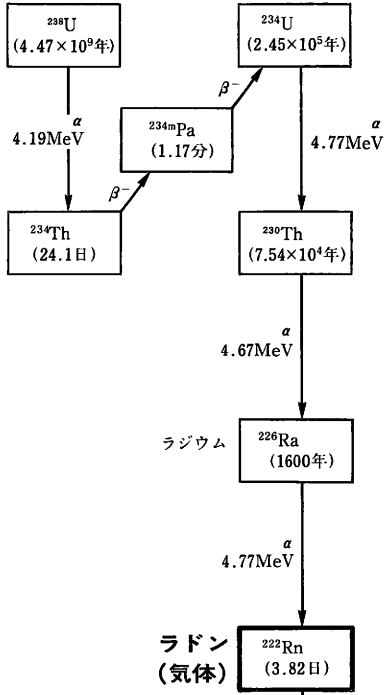 ²³⁸U
(4.47×10⁹年)
²³⁴U
(2.45×10⁵年)
β⁻
α
4.19MeV
²³⁴ᵐPa
(1.17分)
α
4.77MeV
β⁻
²³⁴Th
(24.1日)
²³⁰Th
(7.54×10⁴年)
α
4.67MeV
ラジウム
²²⁶Ra
(1600年)
α
4.77MeV
ラドン
(気体)
²²²Rn
(3.82日)